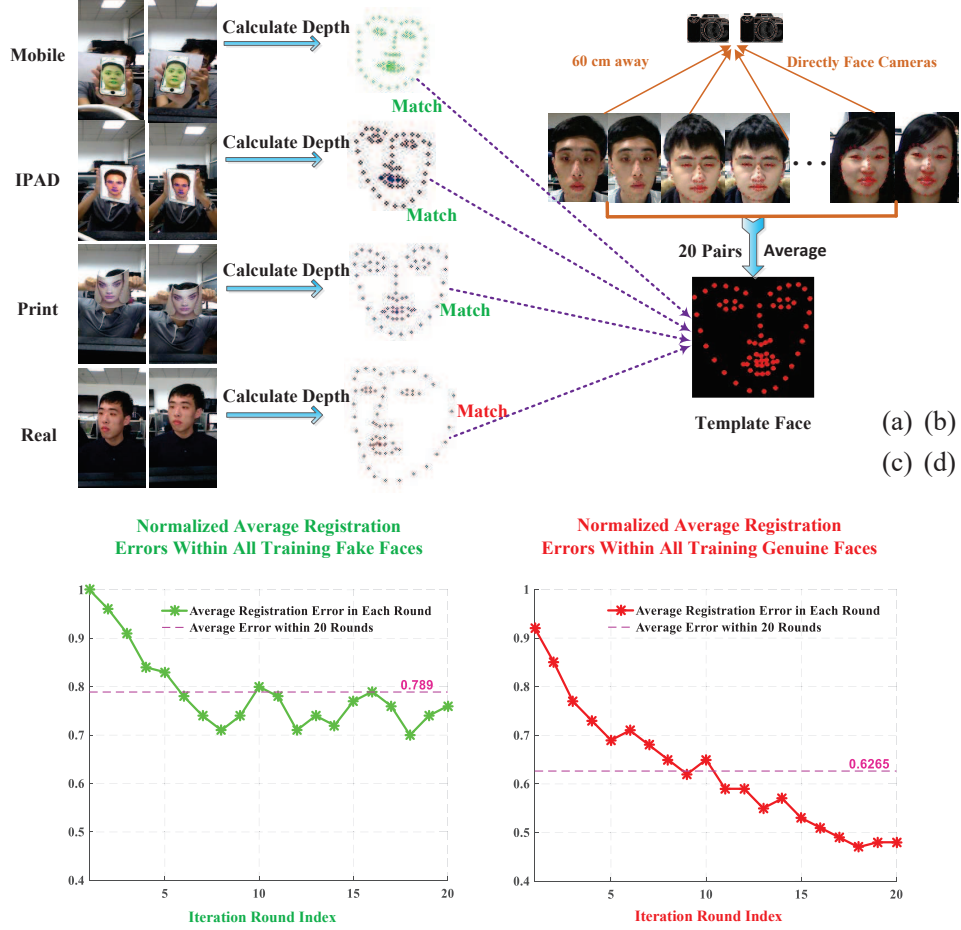 Mobile
Calculate Depth
Match
IPAD
Calculate Depth
Match
Print
Calculate Depth
Match
Real
Calculate Depth
Match
60 cm away
Directly Face Cameras
20 Pairs
Average
Template Face
(a) (b)
(c) (d)
Normalized Average Registration
Errors Within All Training Fake Faces
1
0.9
0.8
0.7
0.6
0.5
0.4
5
10
15
20
Average Registration Error in Each Round
Average Error within 20 Rounds
0.789
Iteration Round Index
Normalized Average Registration
Errors Within All Training Genuine Faces
1
0.9
0.8
0.7
0.6
0.5
0.4
5
10
15
20
Average Registration Error in Each Round
Average Error within 20 Rounds
0.6265
Iteration Round Index